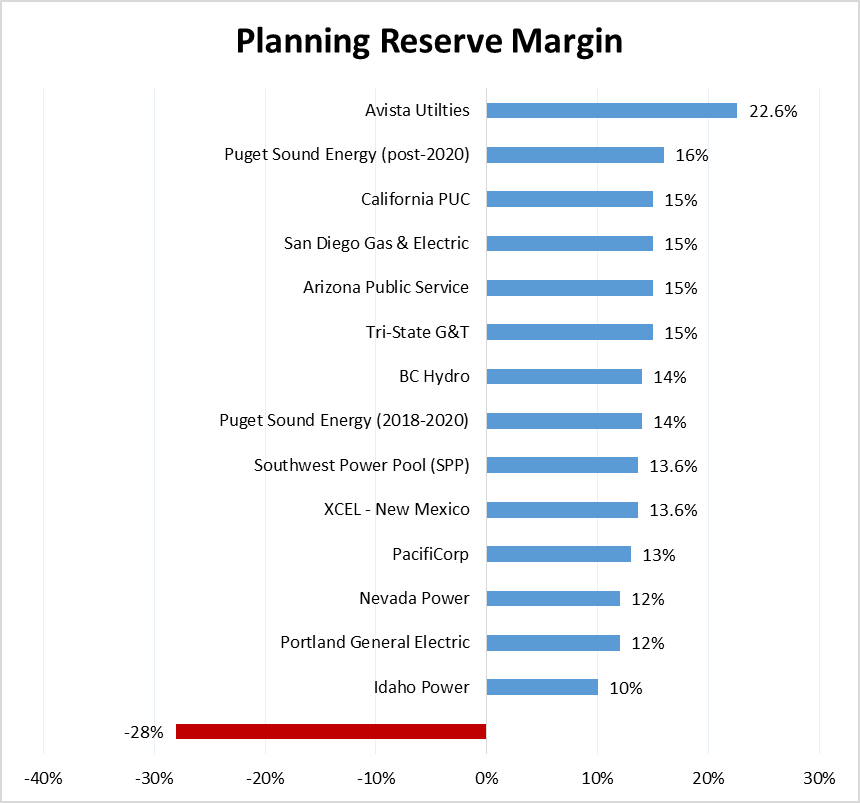 Planning Reserve Margin
Avista Utilties 22.6%
Puget Sound Energy (post-2020) 16%
California PUC 15%
San Diego Gas & Electric 15%
Arizona Public Service 15%
Tri-State G&T 15%
BC Hydro 14%
Puget Sound Energy (2018-2020) 14%
Southwest Power Pool (SPP) 13.6%
XCEL - New Mexico 13.6%
PacifiCorp 13%
Nevada Power 12%
Portland General Electric 12%
Idaho Power 10%
-28%
-40% -30% -20% -10% 0% 10% 20% 30%